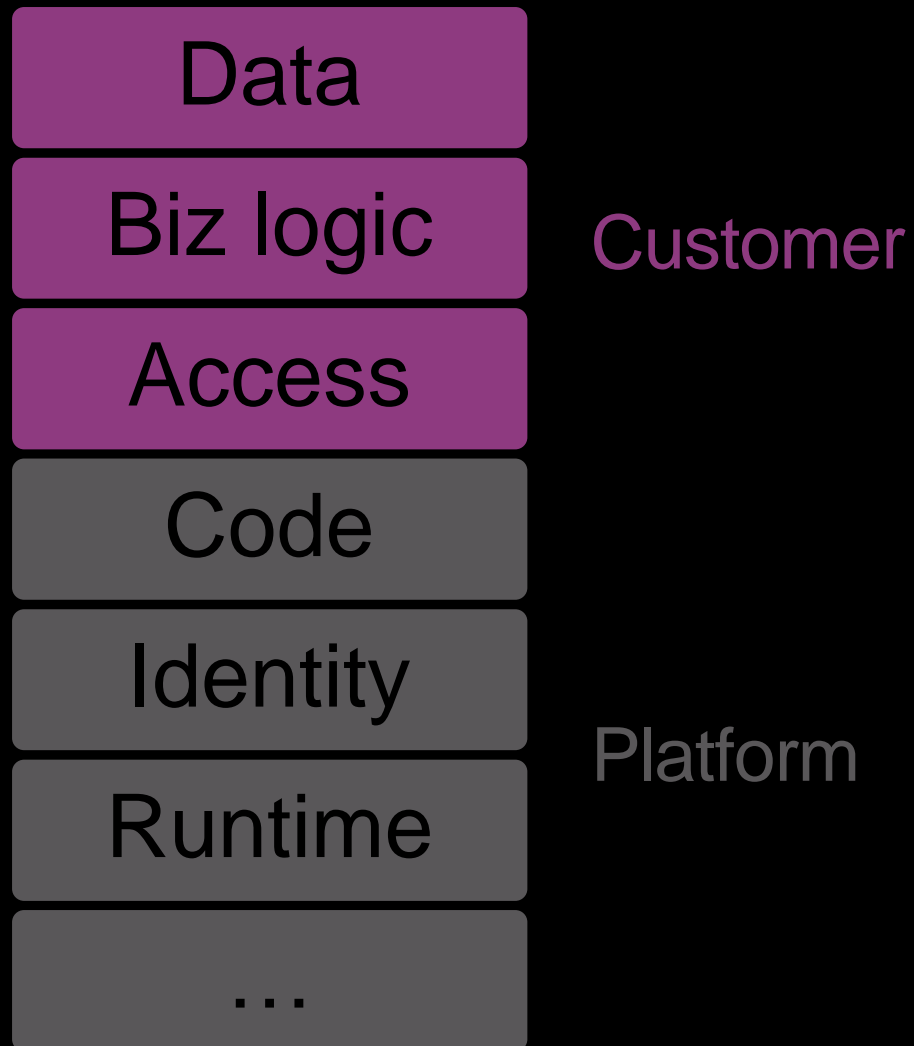 Data
Biz logic
Customer
Access
Code
Identity
Platform
Runtime
…